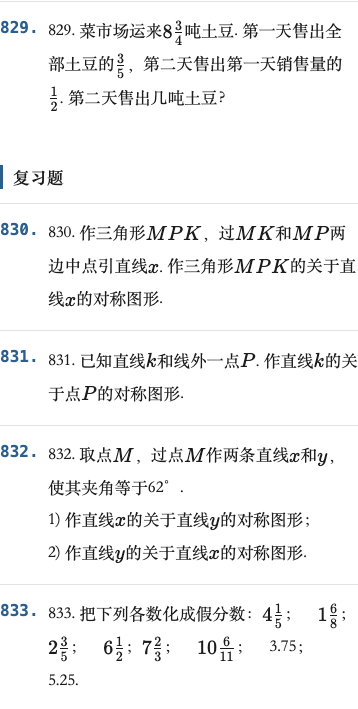 829. 829. 菜市场运来8 3/4吨土豆. 第一天售出全
部土豆的3/5，第二天售出第一天销售量的
1/2. 第二天售出几吨土豆?
复习题
830. 830. 作三角形MPK，过MK和MP两
边中点引直线x. 作三角形MPK的关于直
线x的对称图形.
831. 831. 已知直线k和线外一点P. 作直线k的关
于点P的对称图形.
832. 832. 取点M，过点M作两条直线x和y,
使其夹角等于62°.
1) 作直线x的关于直线y的对称图形;
2) 作直线y的关于直线x的对称图形.
833. 833. 把下列各数化成假分数: 4 1/5; 1 6/8;
2 3/5; 6 1/2; 7 2/3; 10 6/11; 3.75;
5.25.